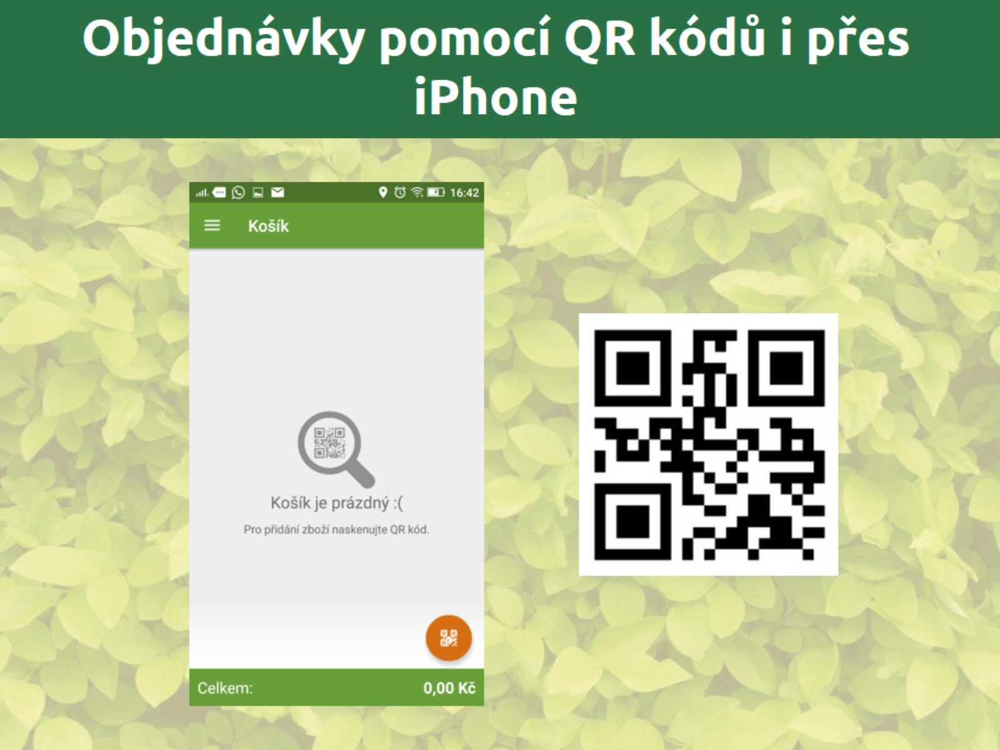 Objednávky pomocí QR kódů i přes
iPhone
16:42
Košík
Košík je prázdný :(
Pro přidání zboží naskenujte QR kód.
Celkem: 0,00 Kč